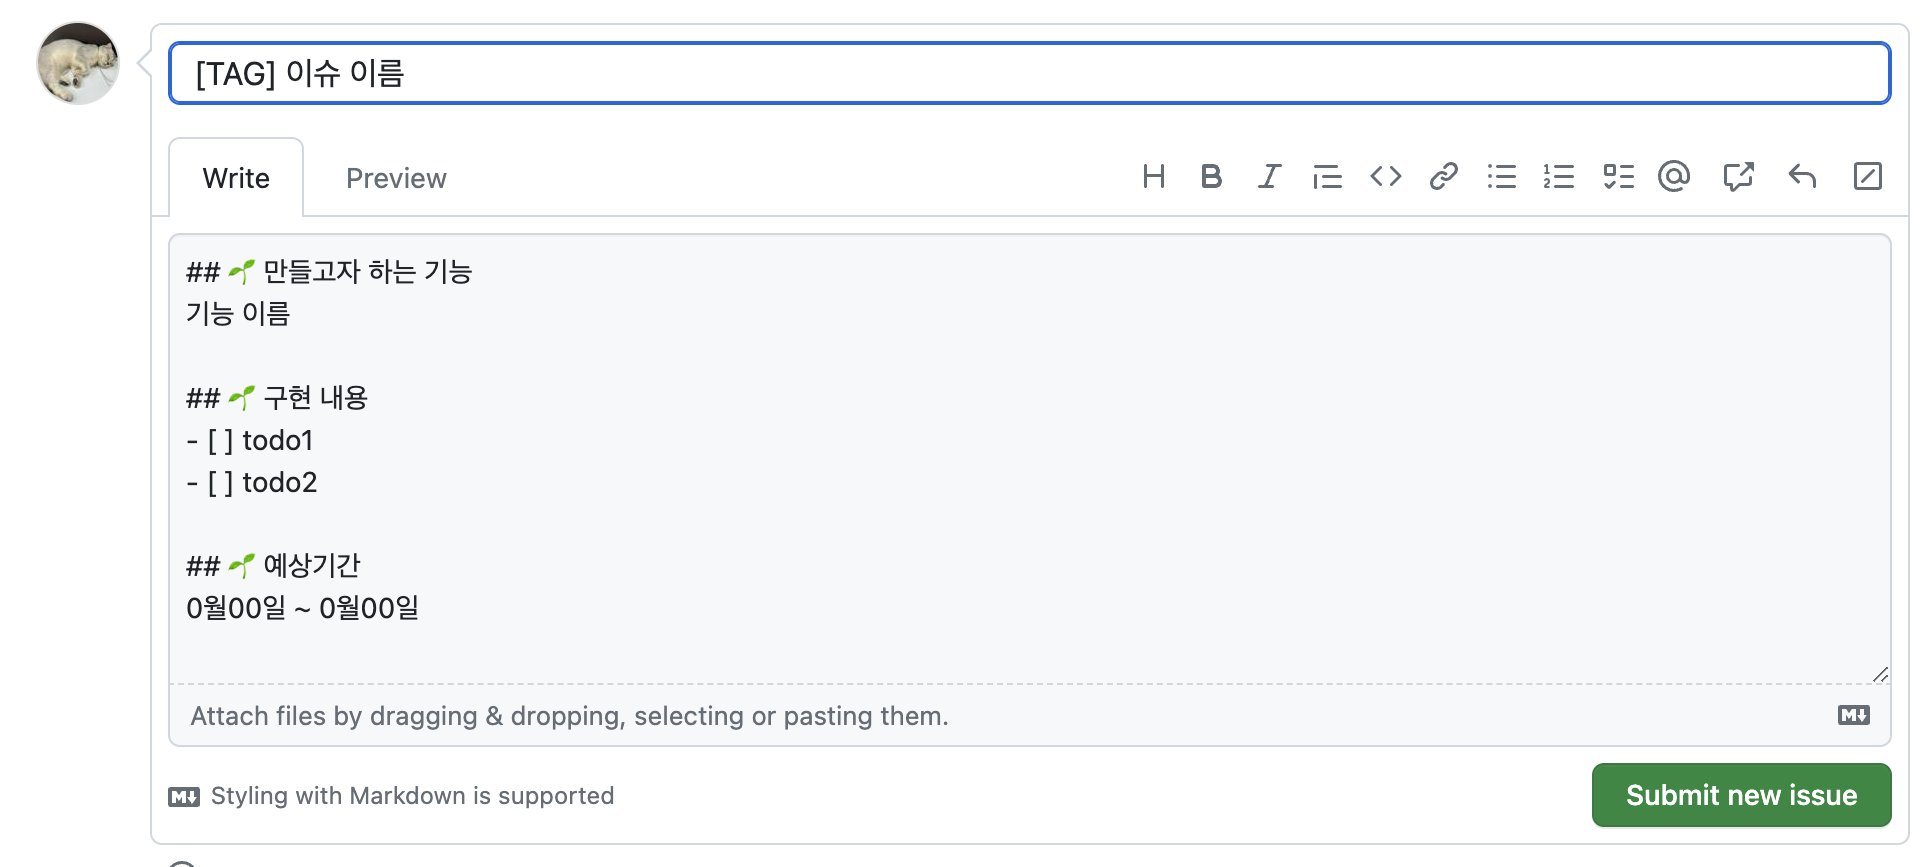 [TAG] 이슈 이름
Write Preview
## 🌱 만들고자 하는 기능
기능 이름
## 🌱 구현 내용
- [ ] todo1
- [ ] todo2
## 🌱 예상기간
0월00일 ~ 0월00일
Attach files by dragging & dropping, selecting or pasting them.
Styling with Markdown is supported
Submit new issue